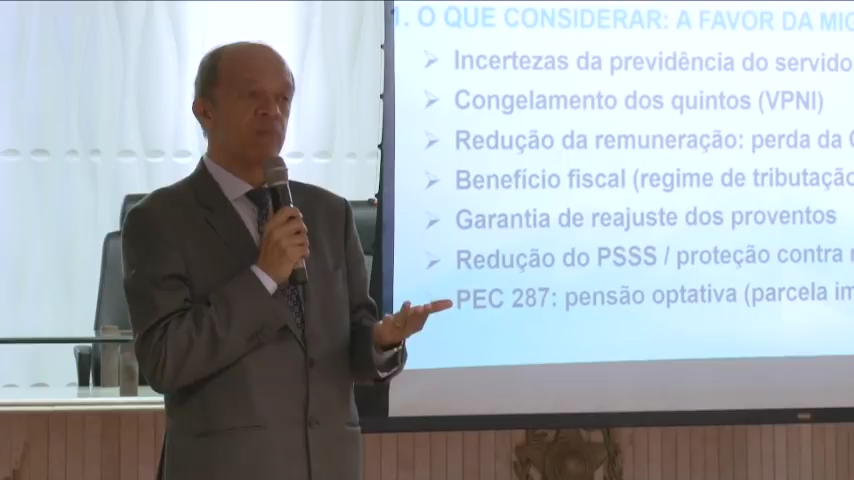 1. O QUE CONSIDERAR: A FAVOR DA
Incertezas da previdência do
Congelamento dos quintos (VPNI)
Redução da remuneração: perda da
Benefício fiscal (regime de
Garantia de reajuste dos proventos
Redução do PSSS / proteção contra
PEC 287: pensão optativa (parcela